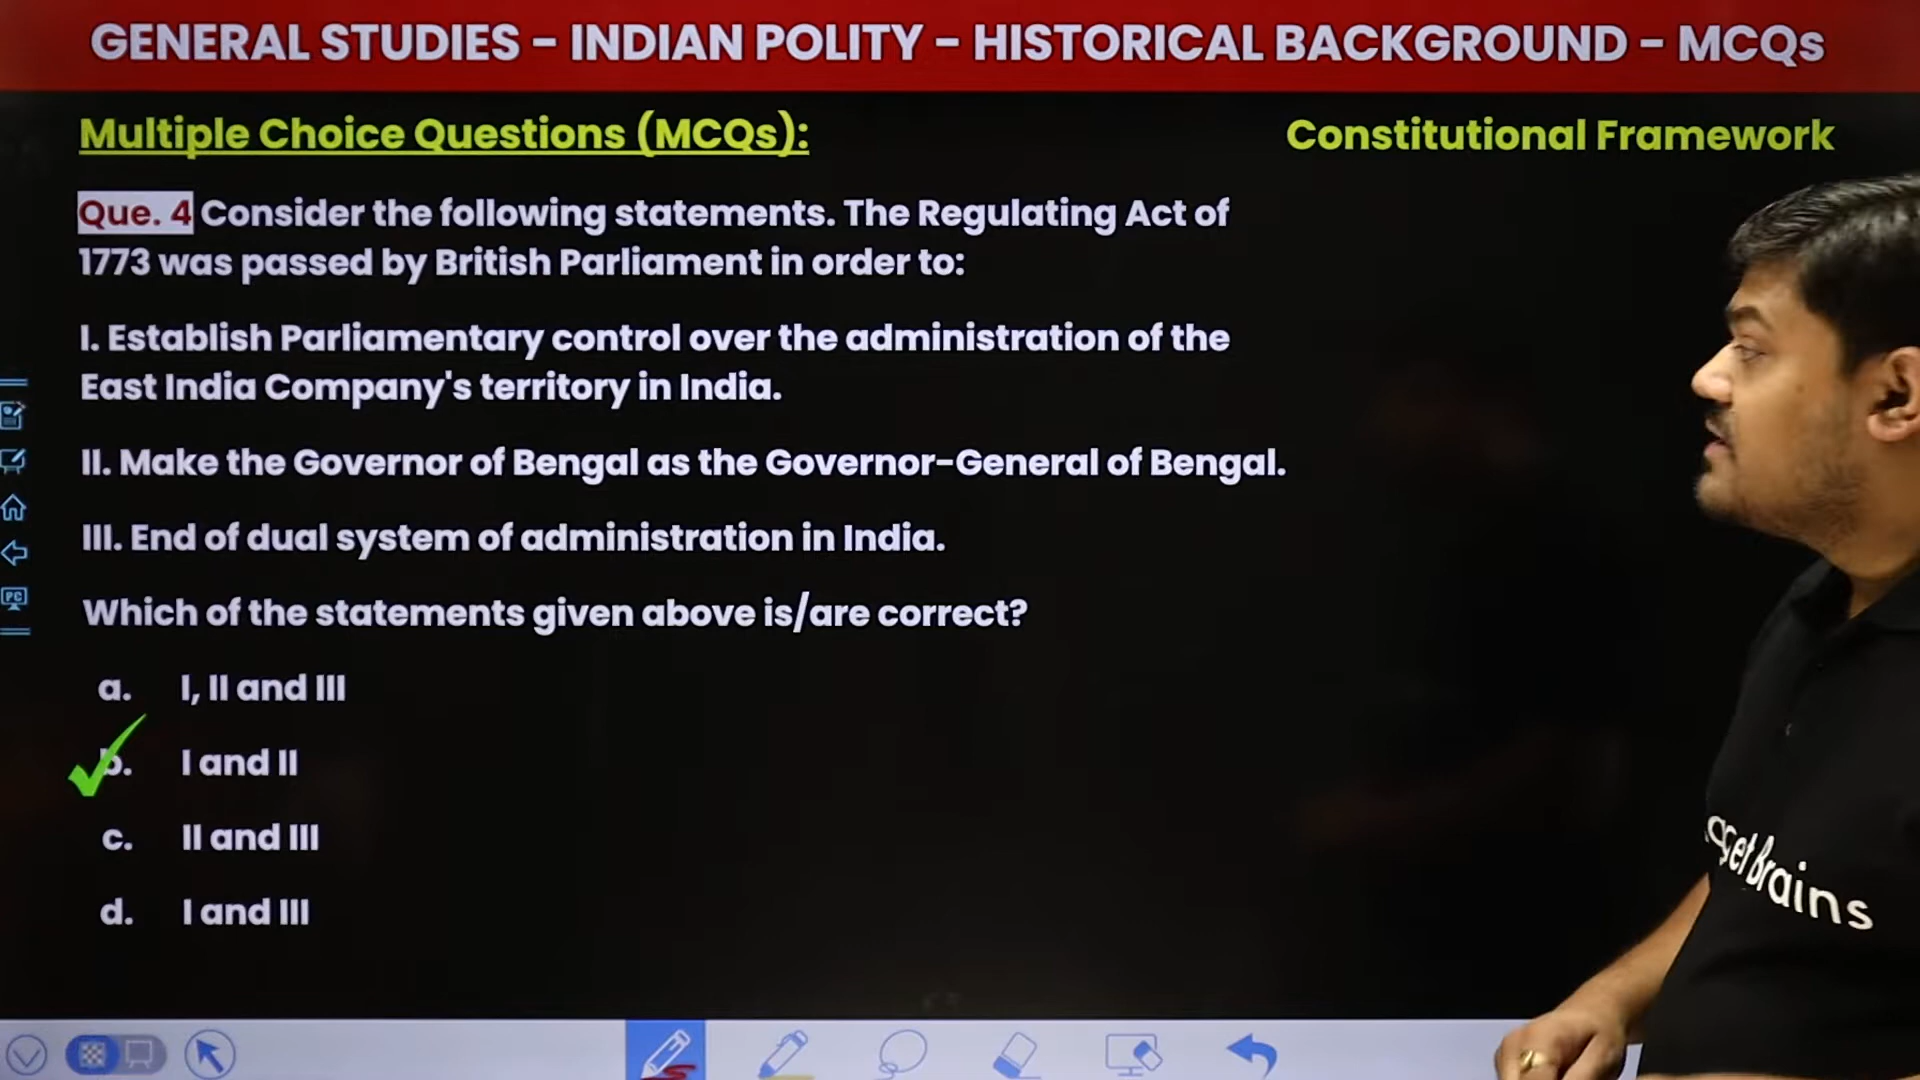 GENERAL STUDIES - INDIAN POLITY - HISTORICAL BACKGROUND - MCQs
Multiple Choice Questions (MCQs):
Constitutional Framework
Que. 4 Consider the following statements. The Regulating Act of
1773 was passed by British Parliament in order to:
I. Establish Parliamentary control over the administration of the
East India Company's territory in India.
II. Make the Governor of Bengal as the Governor-General of Bengal.
III. End of dual system of administration in India.
Which of the statements given above is/are correct?
a. I, II and III
b. I and II
c. II and III
d. I and III
PC
Brains